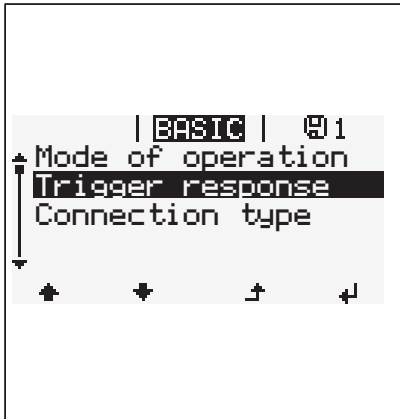 | BASIC | 1
Mode of operation
Trigger response
Connection type